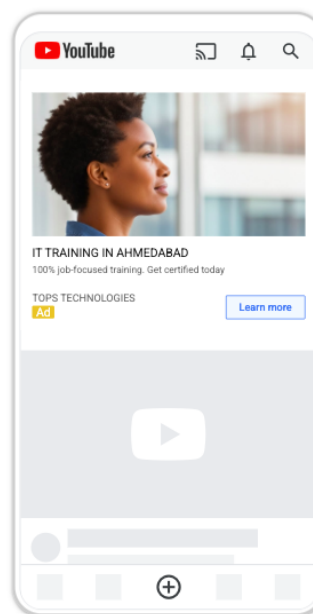 YouTube
IT TRAINING IN AHMEDABAD
100% job-focused training. Get certified today
TOPS TECHNOLOGIES
Ad
Learn more